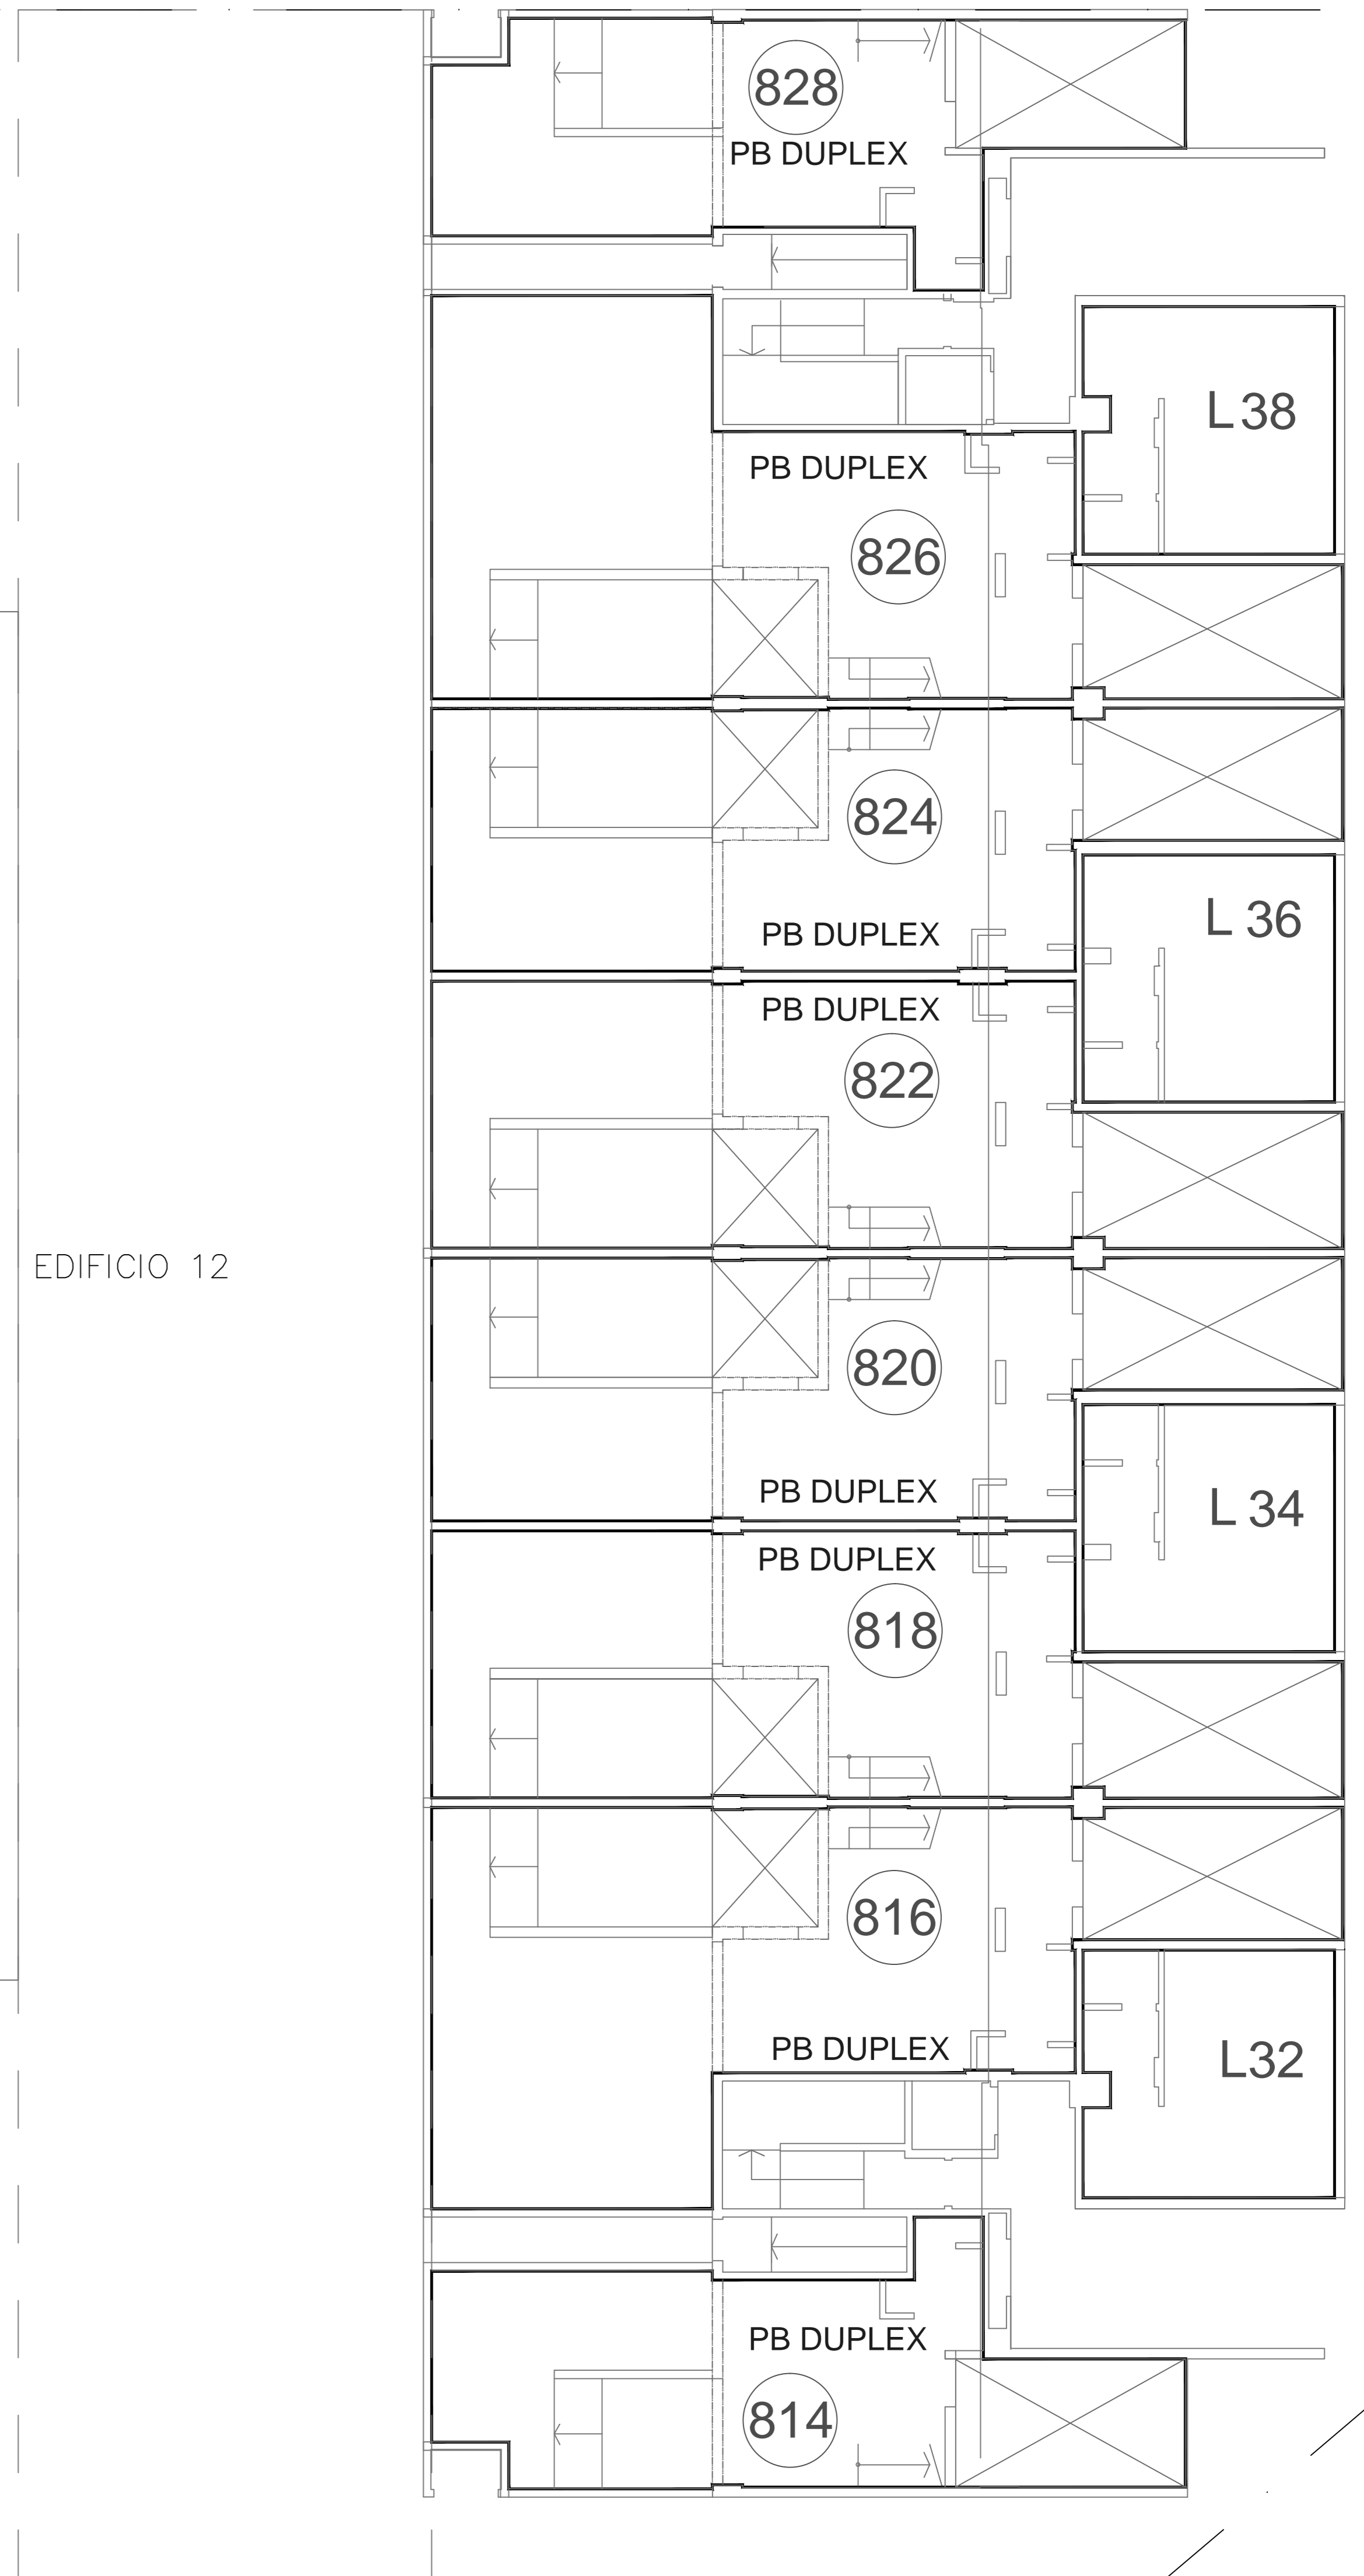 828
PB DUPLEX
L 38
PB DUPLEX
826
824
L 36
PB DUPLEX
PB DUPLEX
822
EDIFICIO 12
820
PB DUPLEX
L 34
PB DUPLEX
818
816
PB DUPLEX
L32
PB DUPLEX
814